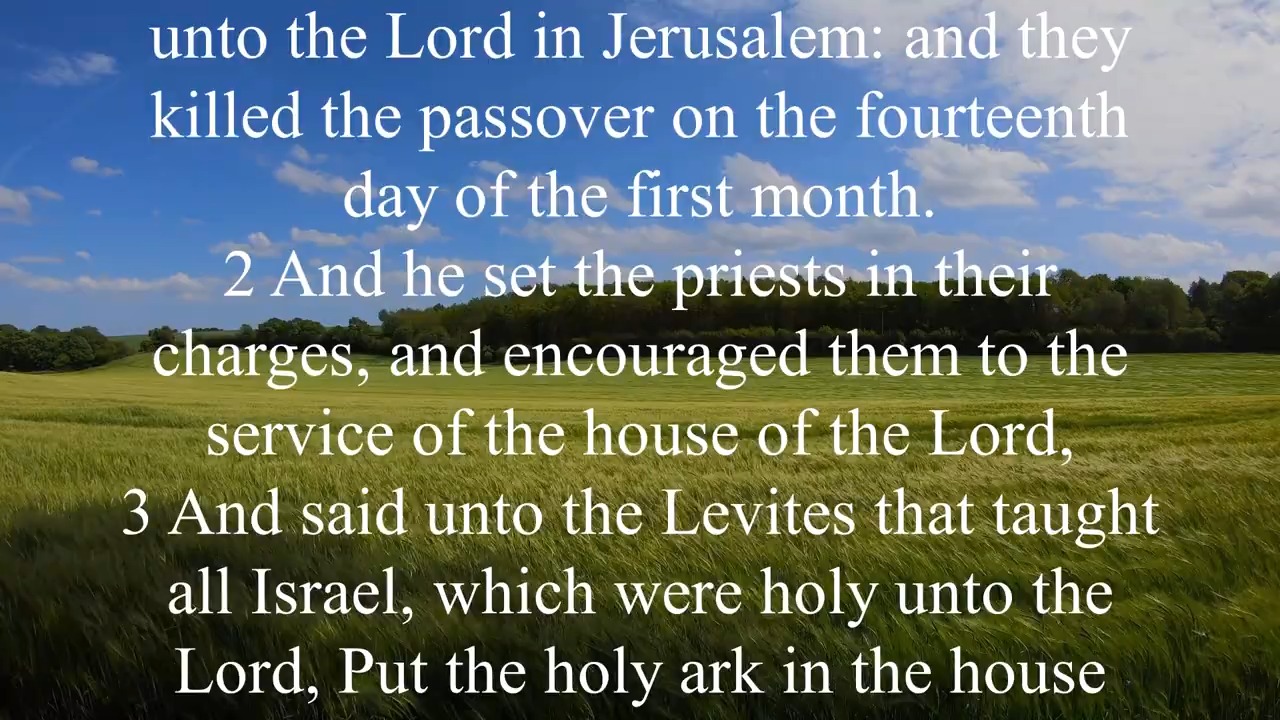 unto the Lord in Jerusalem: and they
killed the passover on the fourteenth
day of the first month.
2 And he set the priests in their
charges, and encouraged them to the
service of the house of the Lord,
3 And said unto the Levites that taught
all Israel, which were holy unto the
Lord, Put the holy ark in the house